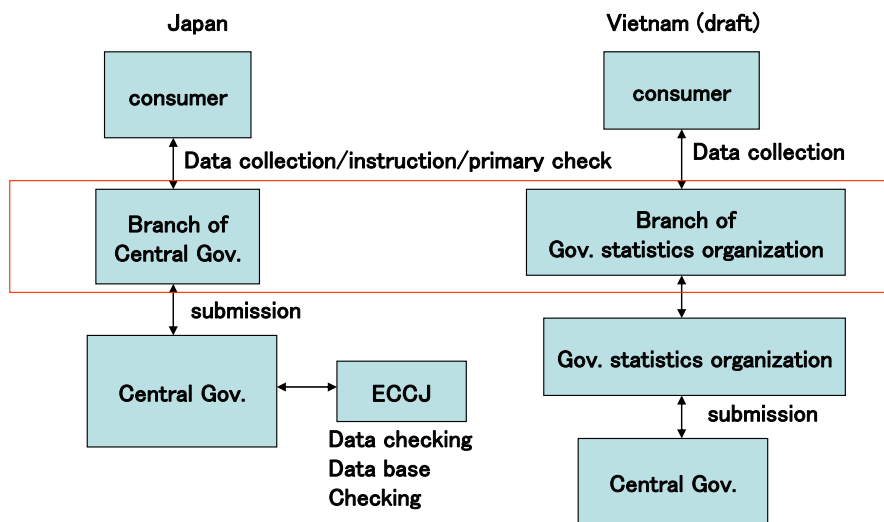 Japan
consumer
Data collection/instruction/primary check
Branch of
Central Gov.
submission
Central Gov.
ECCJ
Data checking
Data base
Checking
Vietnam (draft)
consumer
Data collection
Branch of
Gov. statistics organization
Gov. statistics organization
submission
Central Gov.